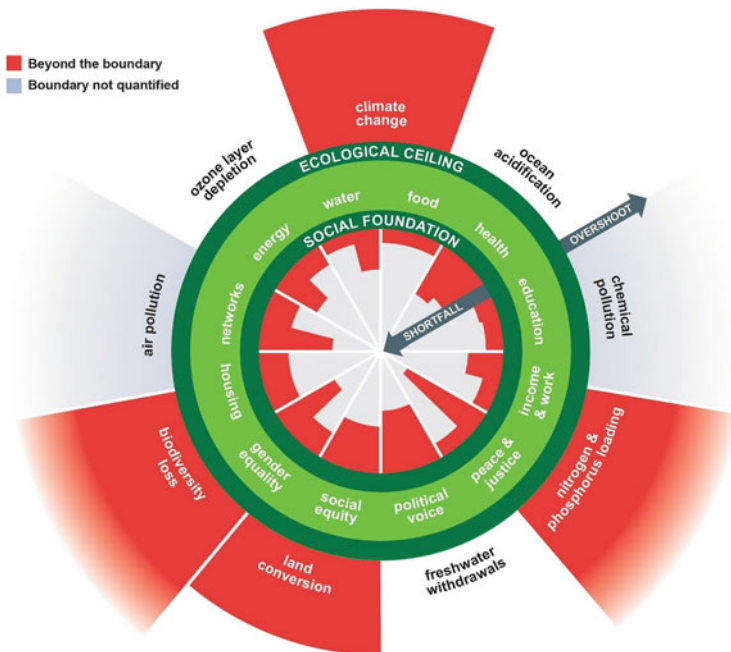 Beyond the boundary
Boundary not quantified
climate
change
ozone layer
depletion
ocean
acidification
ECOLOGICAL CEILING
water
food
energy
health
SOCIAL FOUNDATION
OVERSHOOT
SHORTFALL
networks
education
air pollution
chemical
pollution
housing
income
& work
gender
equality
peace &
justice
social
equity
political
voice
biodiversity
loss
nitrogen &
phosphorus loading
land
conversion
freshwater
withdrawals